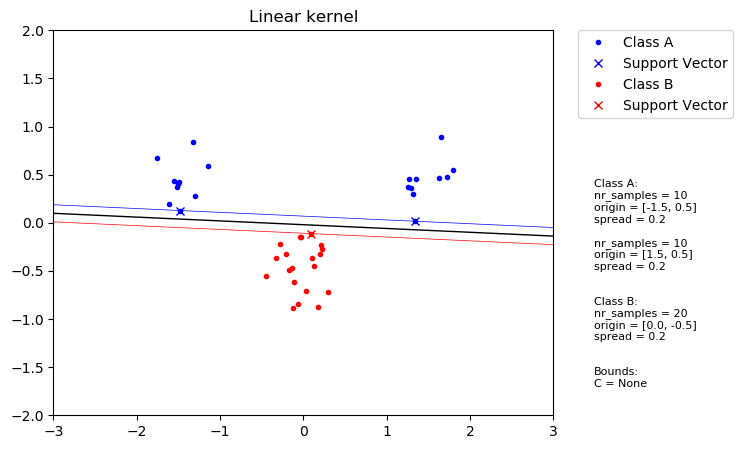 Linear kernel
2.0
1.5
1.0
0.5
0.0
−0.5
−1.0
−1.5
−2.0
−3
−2
−1
0
1
2
3
Class A
Support Vector
Class B
Support Vector
Class A:
nr_samples = 10
origin = [-1.5, 0.5]
spread = 0.2
nr_samples = 10
origin = [1.5, 0.5]
spread = 0.2
Class B:
nr_samples = 20
origin = [0.0, -0.5]
spread = 0.2
Bounds:
C = None